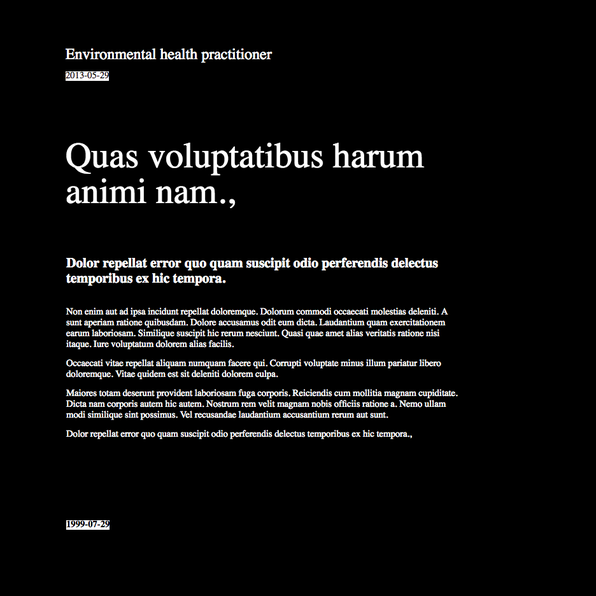 Environmental health practitioner
2013-05-29
Quas voluptatibus harum
animi nam.,
Dolor repellat error quo quam suscipit odio perferendis delectus
temporibus ex hic tempora.
Non enim aut ad ipsa incidunt repellat doloremque. Dolorum commodi occaecati molestias deleniti. A
sunt aperiam ratione quibusdam. Dolore accusamus odit eum dicta. Laudantium quam exercitationem
earum laboriosam. Similique suscipit hic rerum nesciunt. Quasi quae amet alias veritatis ratione nisi
itaque. Iure voluptatum dolorem alias facilis.
Occaecati vitae repellat aliquam numquam facere qui. Corrupti voluptate minus illum pariatur libero
doloremque. Vitae quidem est sit deleniti dolorem culpa.
Maiores totam deserunt provident laboriosam fuga corporis. Reiciendis cum mollitia magnam cupiditate.
Dicta nam corporis autem hic autem. Nostrum rem velit magnam nobis officiis ratione a. Nemo ullam
modi similique sint possimus. Vel recusandae laudantium accusantium rerum aut sunt.
Dolor repellat error quo quam suscipit odio perferendis delectus temporibus ex hic tempora.,
1999-07-29